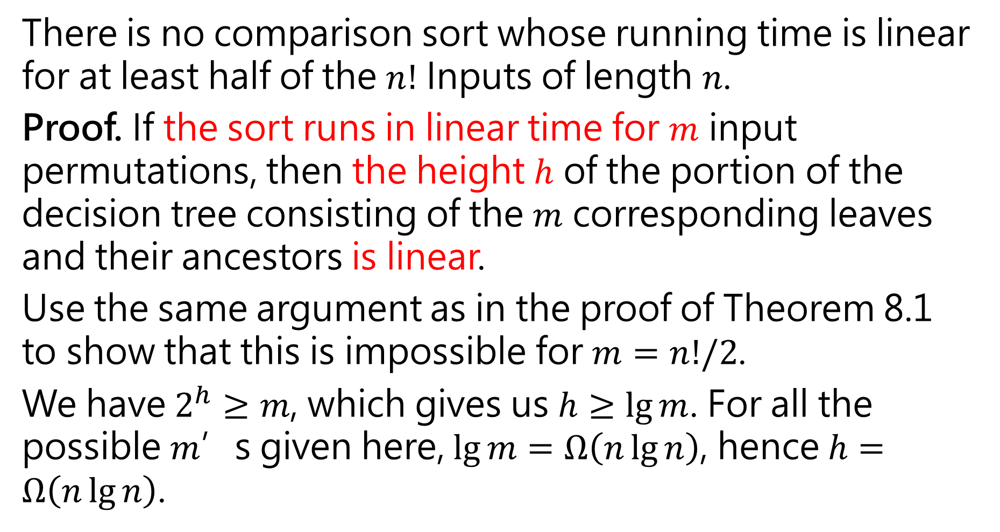 There is no comparison sort whose running time is linear
for at least half of the n! Inputs of length n.
Proof. If the sort runs in linear time for m input
permutations, then the height h of the portion of the
decision tree consisting of the m corresponding leaves
and their ancestors is linear.
Use the same argument as in the proof of Theorem 8.1
to show that this is impossible for m = n!/2.
We have 2^h ≥ m, which gives us h ≥ lg m. For all the
possible m′ s given here, lg m = Ω(n lg n), hence h =
Ω(n lg n).